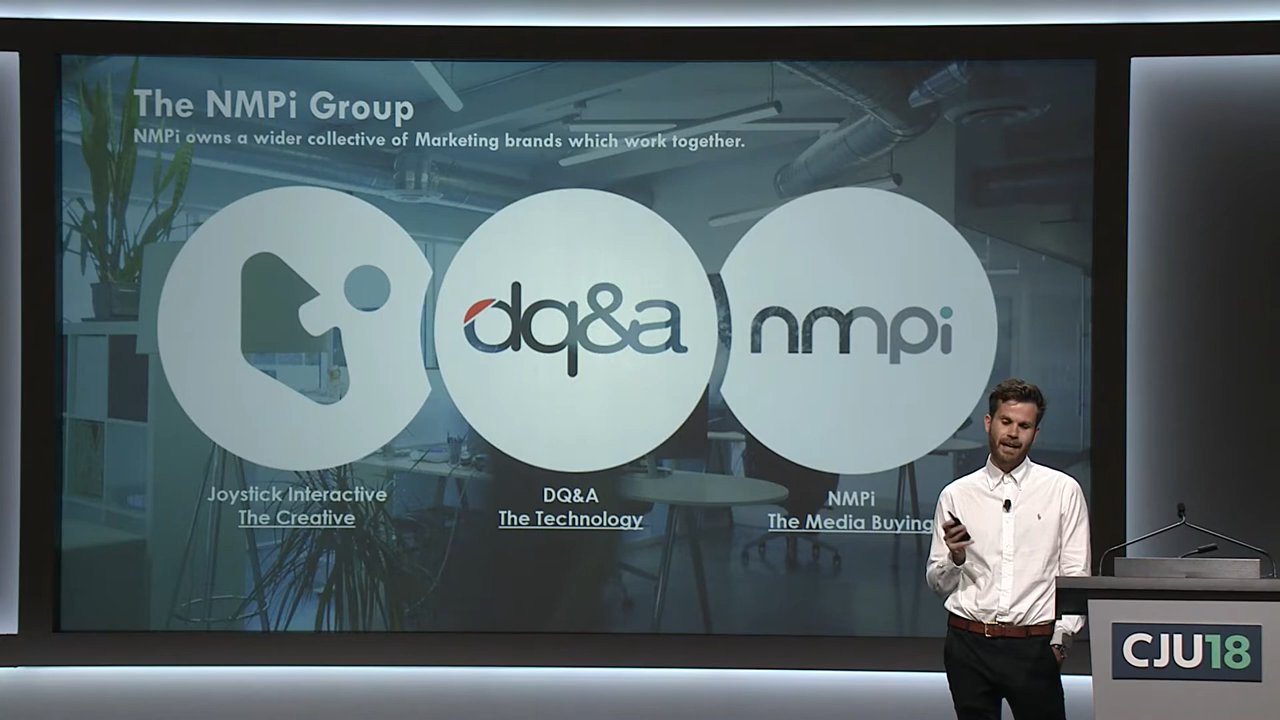 The NMPi Group
NMPi owns a wider collective of Marketing brands which work together.
dq&a
nmpi
Joystick Interactive
The Creative
DQ&A
The Technology
NMPi
The Media Buying
CJU18